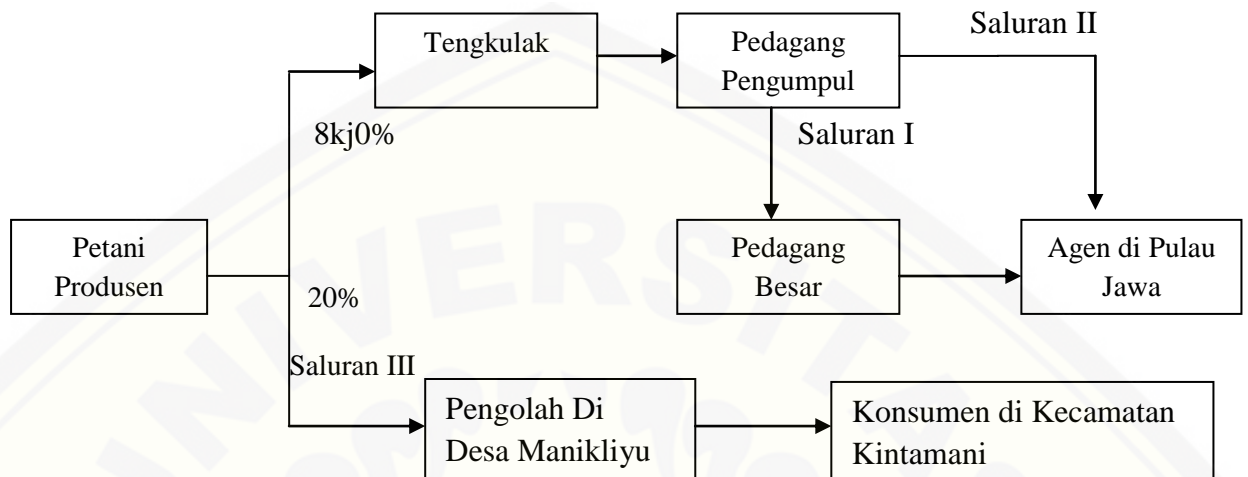 Tengkulak
Pedagang
Pengumpul
Saluran II
8kj0%
Saluran I
Petani
Produsen
Pedagang
Besar
Agen di Pulau
Jawa
20%
Saluran III
Pengolah Di
Desa Manikliyu
Konsumen di Kecamatan
Kintamani